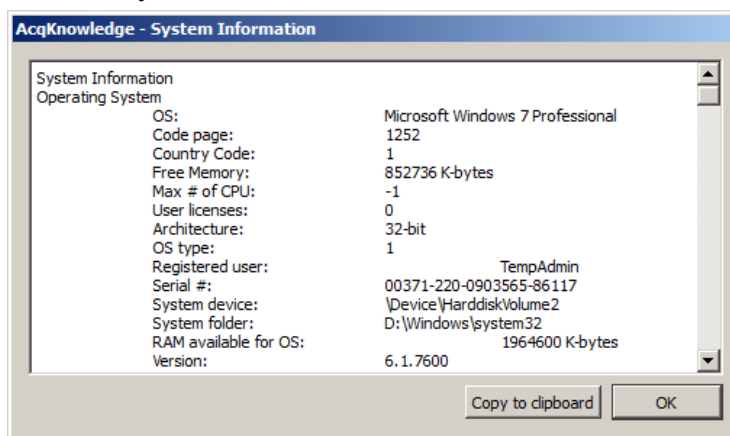 AcqKnowledge - System Information
System Information
Operating System
OS: Microsoft Windows 7 Professional
Code page: 1252
Country Code: 1
Free Memory: 852736 K-bytes
Max # of CPU: -1
User licenses: 0
Architecture: 32-bit
OS type: 1
Registered user: TempAdmin
Serial #: 00371-220-0903565-86117
System device: \Device\HarddiskVolume2
System folder: D:\Windows\system32
RAM available for OS: 1964600 K-bytes
Version: 6.1.7600
Copy to clipboard OK